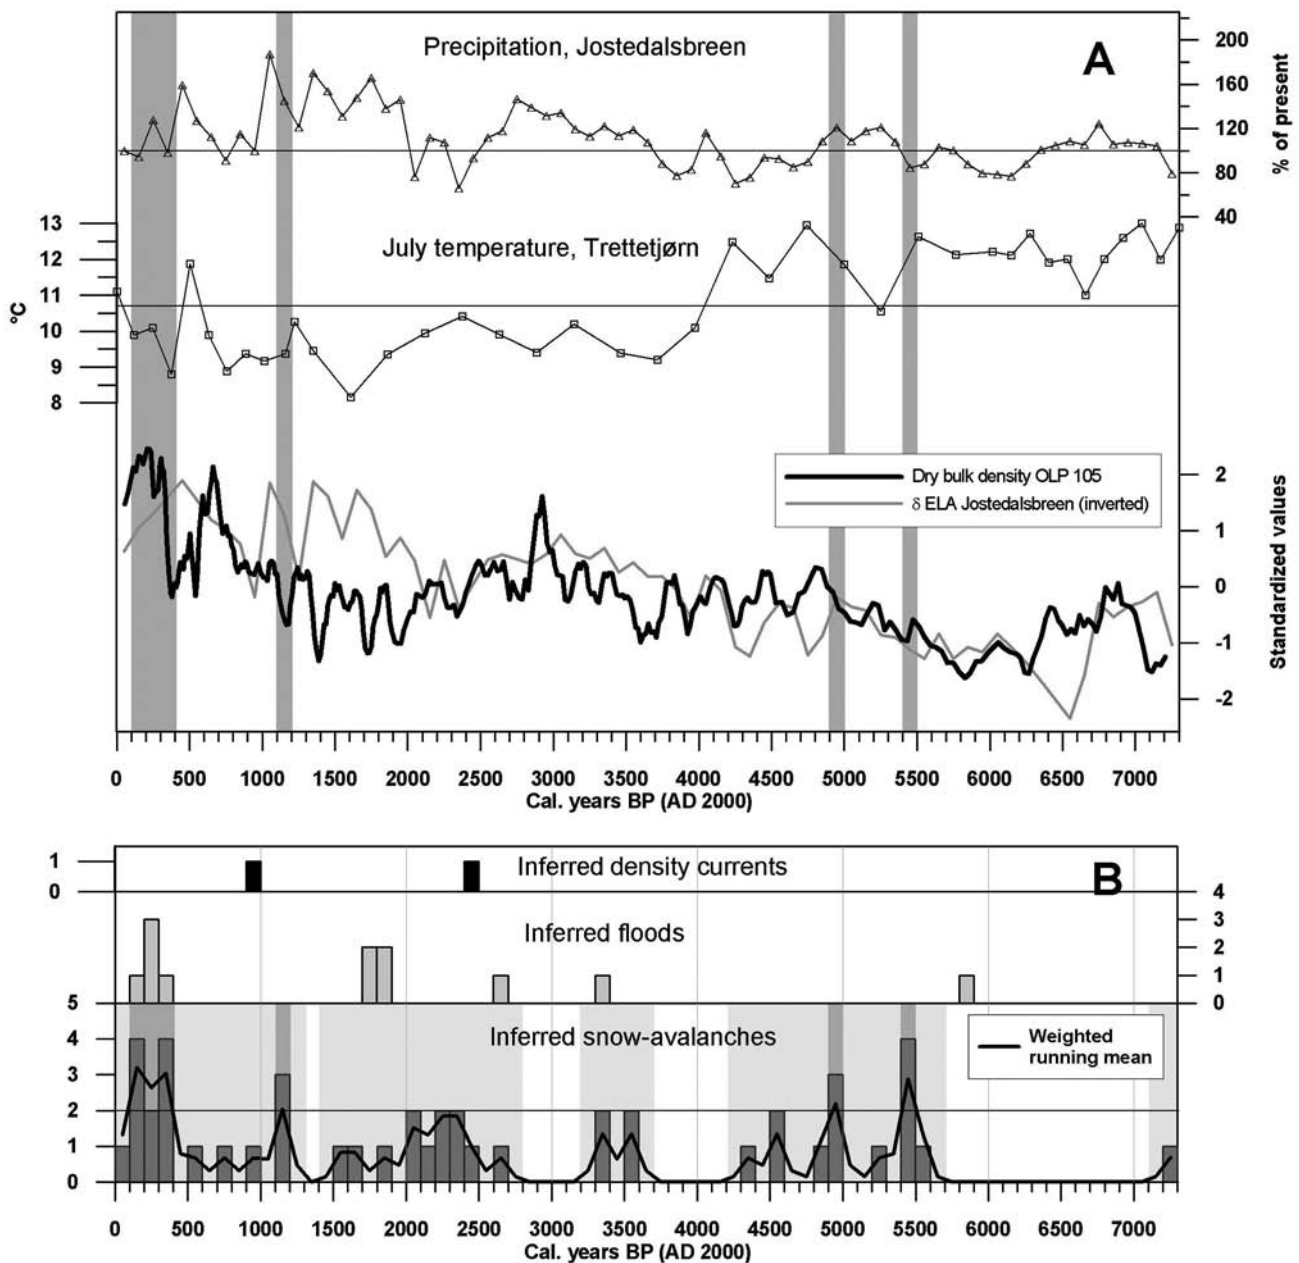 A
Precipitation, Jostedalsbreen
200
160
120
80
40
% of present
July temperature, Trettetjørn
13
12
11
10
9
8
°C
Dry bulk density OLP 105
δ ELA Jostedalsbreen (inverted)
2
1
0
-1
-2
Standardized values
0 500 1000 1500 2000 2500 3000 3500 4000 4500 5000 5500 6000 6500 7000
Cal. years BP (AD 2000)
B
Inferred density currents
1
0
Inferred floods
4
3
2
1
0
Inferred snow-avalanches
5
4
3
2
1
0
Weighted
running mean
0 500 1000 1500 2000 2500 3000 3500 4000 4500 5000 5500 6000 6500 7000
Cal. years BP (AD 2000)